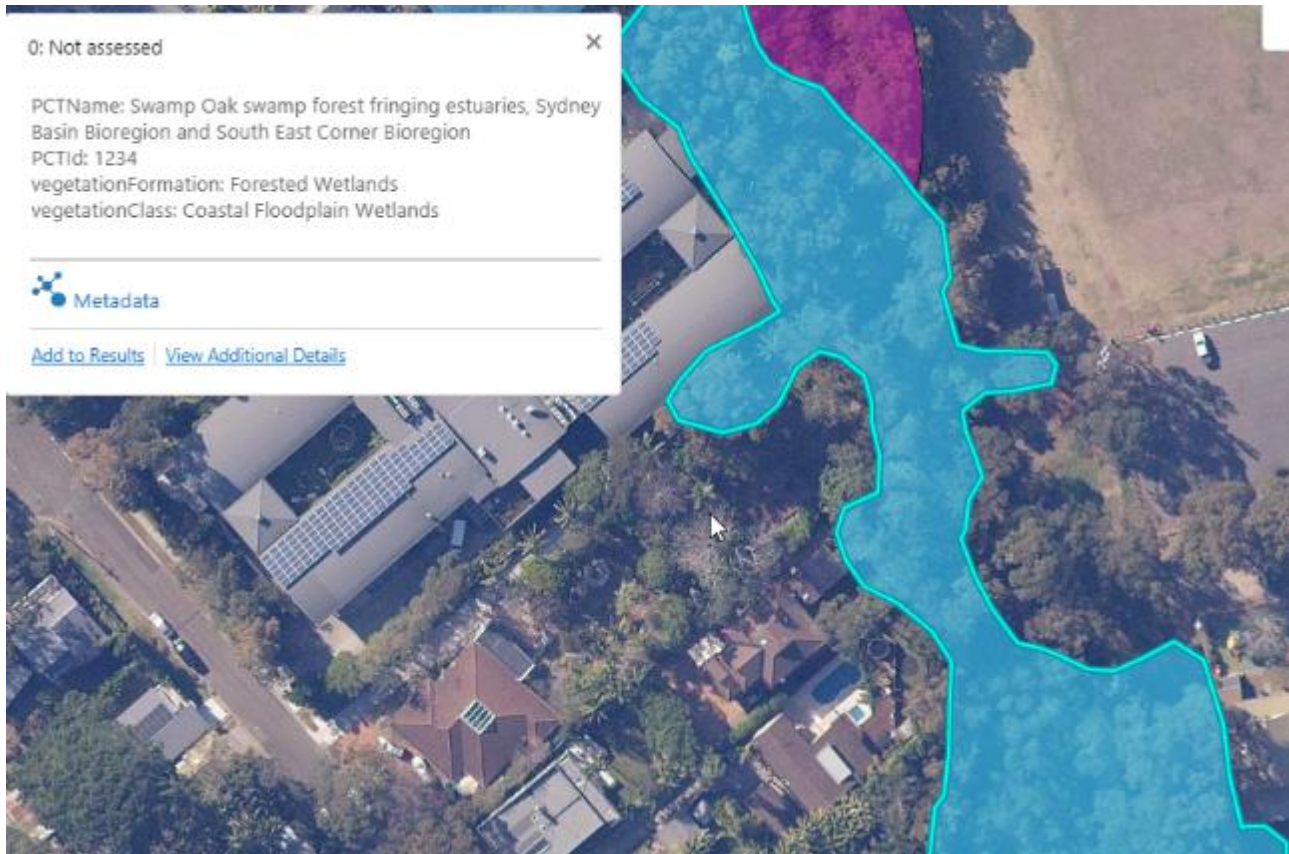 0: Not assessed
PCTName: Swamp Oak swamp forest fringing estuaries, Sydney
Basin Bioregion and South East Corner Bioregion
PCTId: 1234
vegetationFormation: Forested Wetlands
vegetationClass: Coastal Floodplain Wetlands
Metadata
Add to Results | View Additional Details